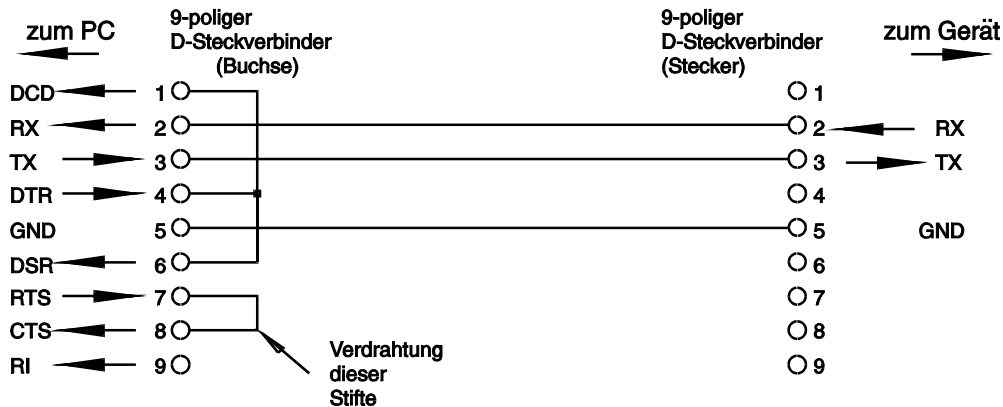 zum PC
9-poliger
D-Steckverbinder
(Buchse)
9-poliger
D-Steckverbinder
(Stecker)
zum Gerät
DCD 1 1
RX 2 2 RX
TX 3 3 TX
DTR 4 4
GND 5 5 GND
DSR 6 6
RTS 7 7
CTS 8 8
RI 9 9
Verdrahtung
dieser
Stifte